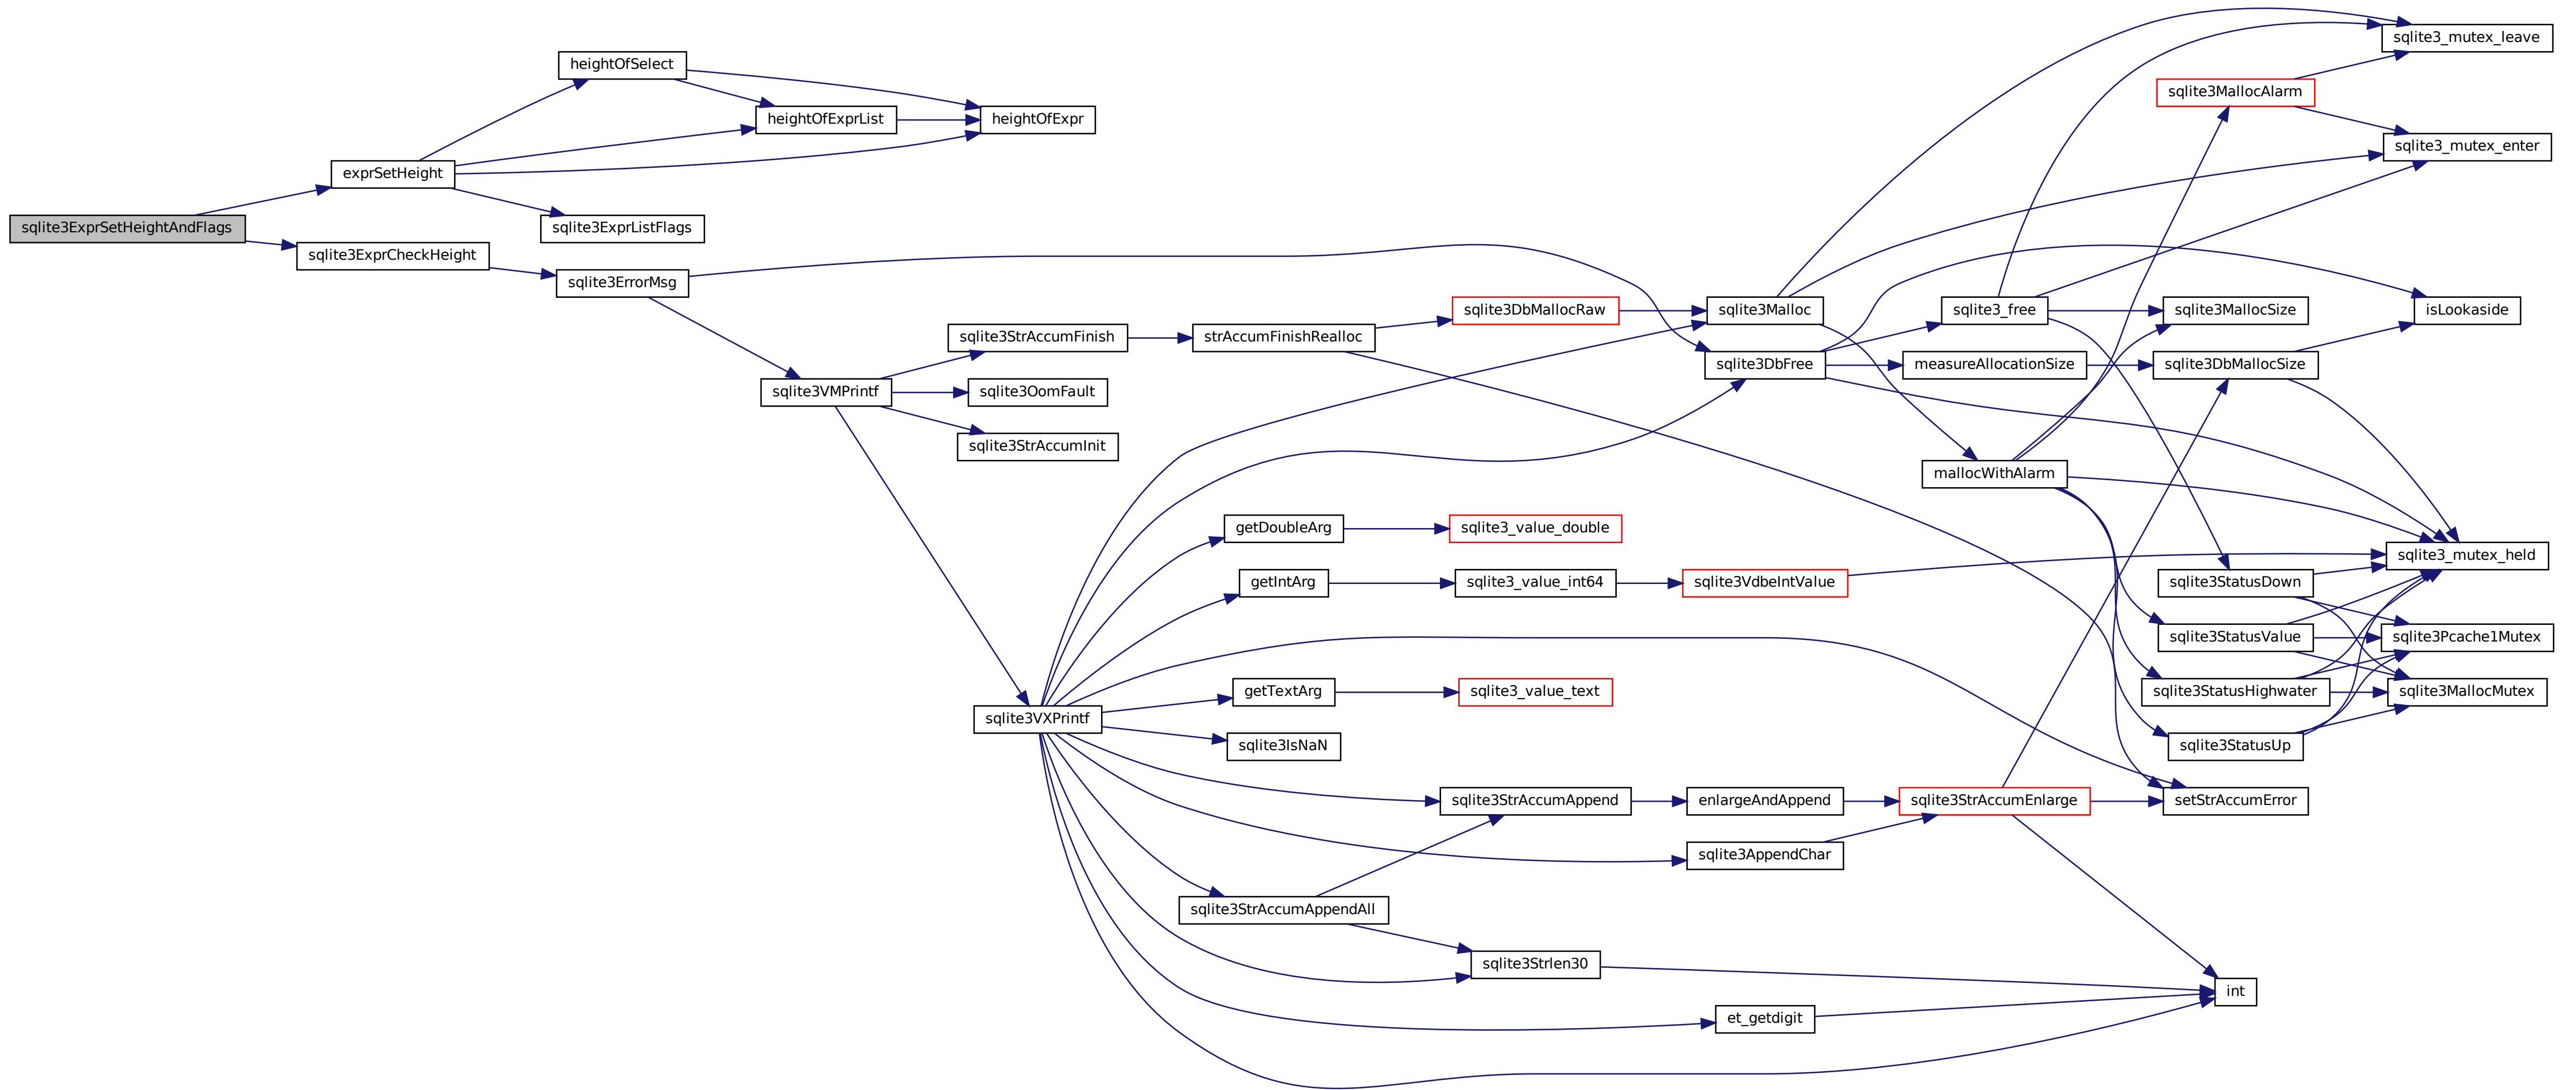 sqlite3ExprSetHeightAndFlags
exprSetHeight
sqlite3ExprCheckHeight
heightOfSelect
heightOfExprList
heightOfExpr
sqlite3ExprListFlags
sqlite3ErrorMsg
sqlite3VMPrintf
sqlite3StrAccumFinish
sqlite3OomFault
sqlite3StrAccumInit
strAccumFinishRealloc
sqlite3VXPrintf
sqlite3DbMallocRaw
getDoubleArg
sqlite3_value_double
getIntArg
sqlite3_value_int64
sqlite3VdbeIntValue
getTextArg
sqlite3_value_text
sqlite3IsNaN
sqlite3StrAccumAppend
enlargeAndAppend
sqlite3StrAccumEnlarge
sqlite3AppendChar
sqlite3StrAccumAppendAll
sqlite3Strlen30
et_getdigit
int
setStrAccumError
sqlite3Malloc
sqlite3DbFree
sqlite3_free
measureAllocationSize
mallocWithAlarm
sqlite3MallocAlarm
sqlite3MallocSize
sqlite3DbMallocSize
sqlite3StatusDown
sqlite3StatusValue
sqlite3StatusHighwater
sqlite3StatusUp
sqlite3_mutex_leave
sqlite3_mutex_enter
isLookaside
sqlite3_mutex_held
sqlite3Pcache1Mutex
sqlite3MallocMutex